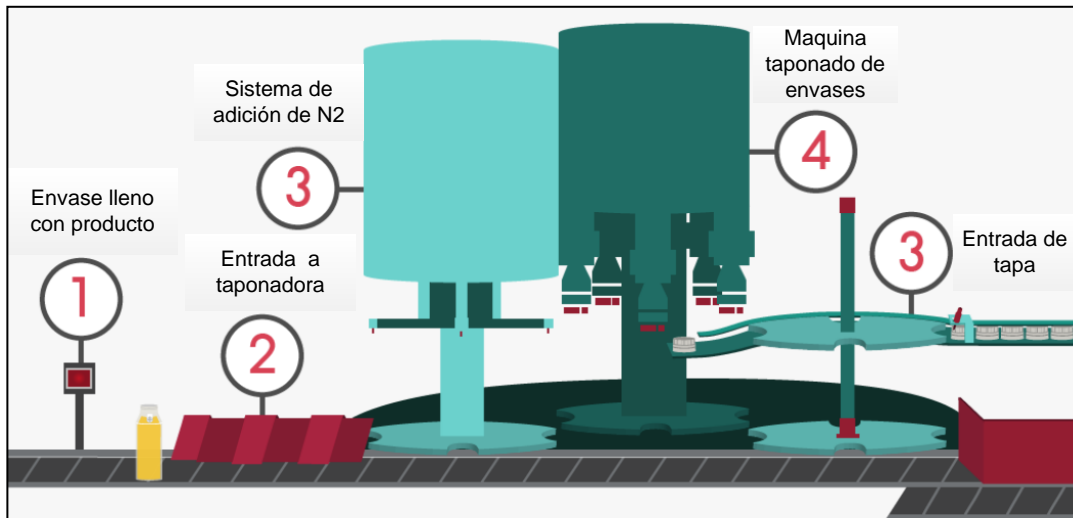 Maquina
taponado de
envases
4
Sistema de
adición de N2
3
Envase lleno
con producto
1
Entrada a
taponadora
2
3
Entrada de
tapa